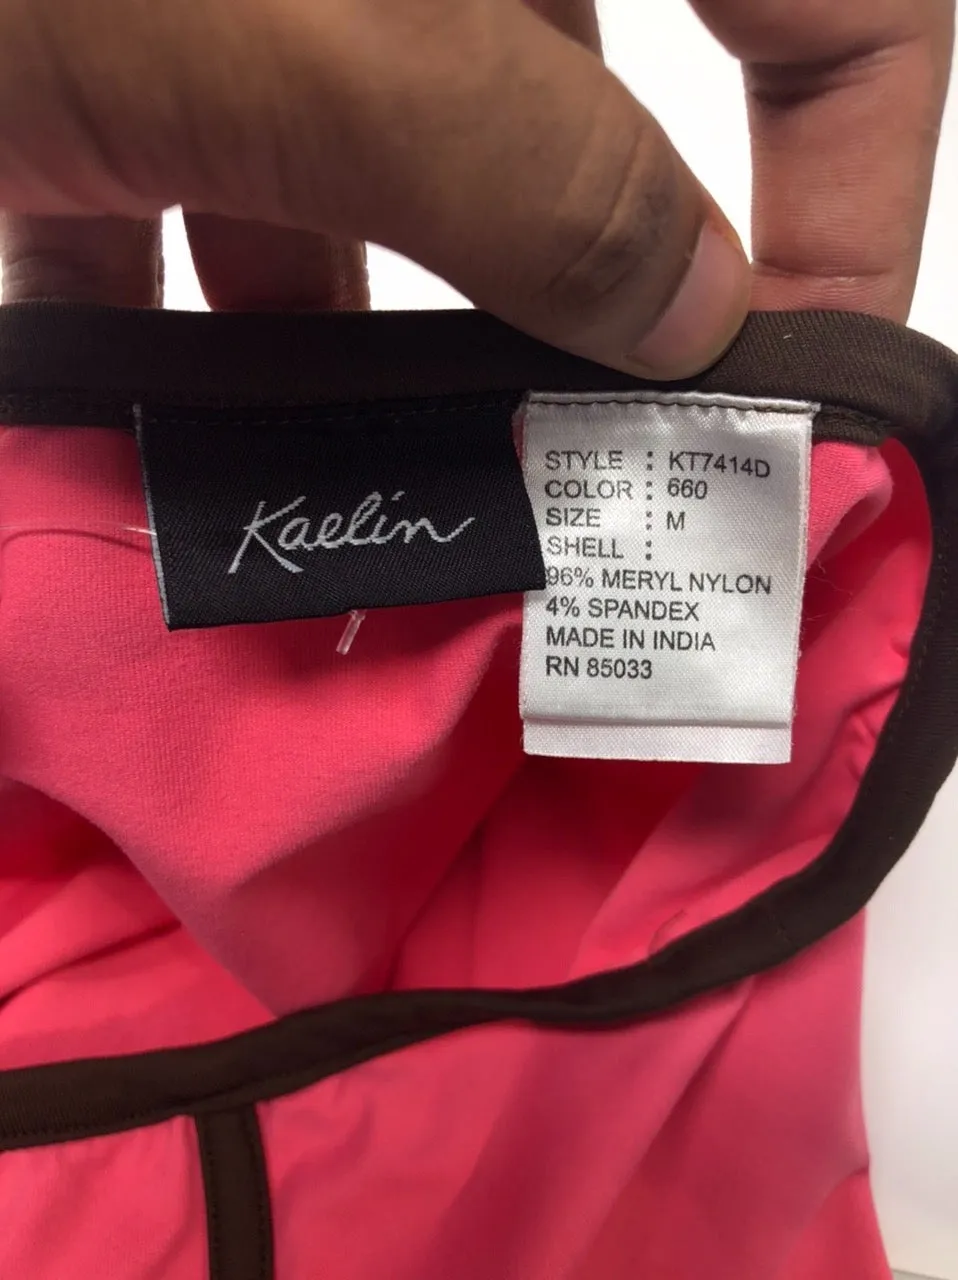 Kaelin
STYLE : KT7414D
COLOR : 660
SIZE : M
SHELL :
96% MERYL NYLON
4% SPANDEX
MADE IN INDIA
RN 85033